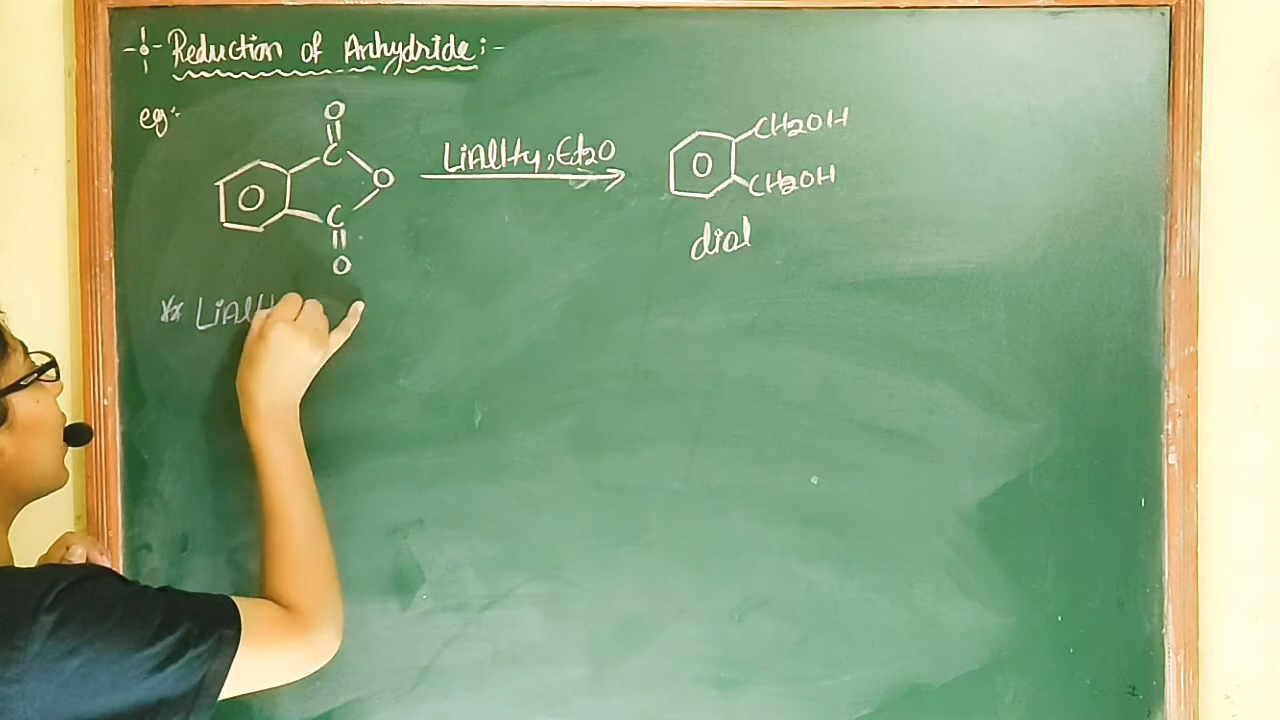 Reduction of Anhydride :-
eg:-
O
||
C
O
O
C
||
O
LiAlH4, Et2O
O
CH2OH
CH2OH
diol
** LiAlH